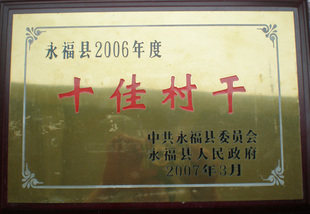 永福县2006年度
十佳村干
中共永福县委员会
永福县人民政府
2007年3月